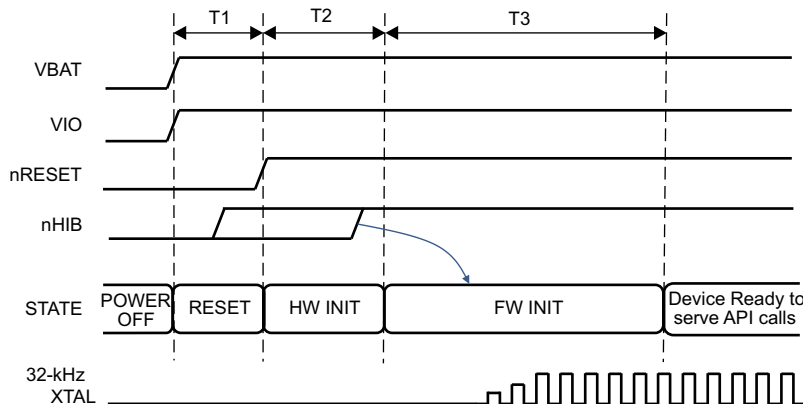 T1 T2 T3
VBAT
VIO
nRESET
nHIB
STATE
POWER
OFF
RESET
HW INIT
FW INIT
Device Ready to
serve API calls
32-kHz
XTAL